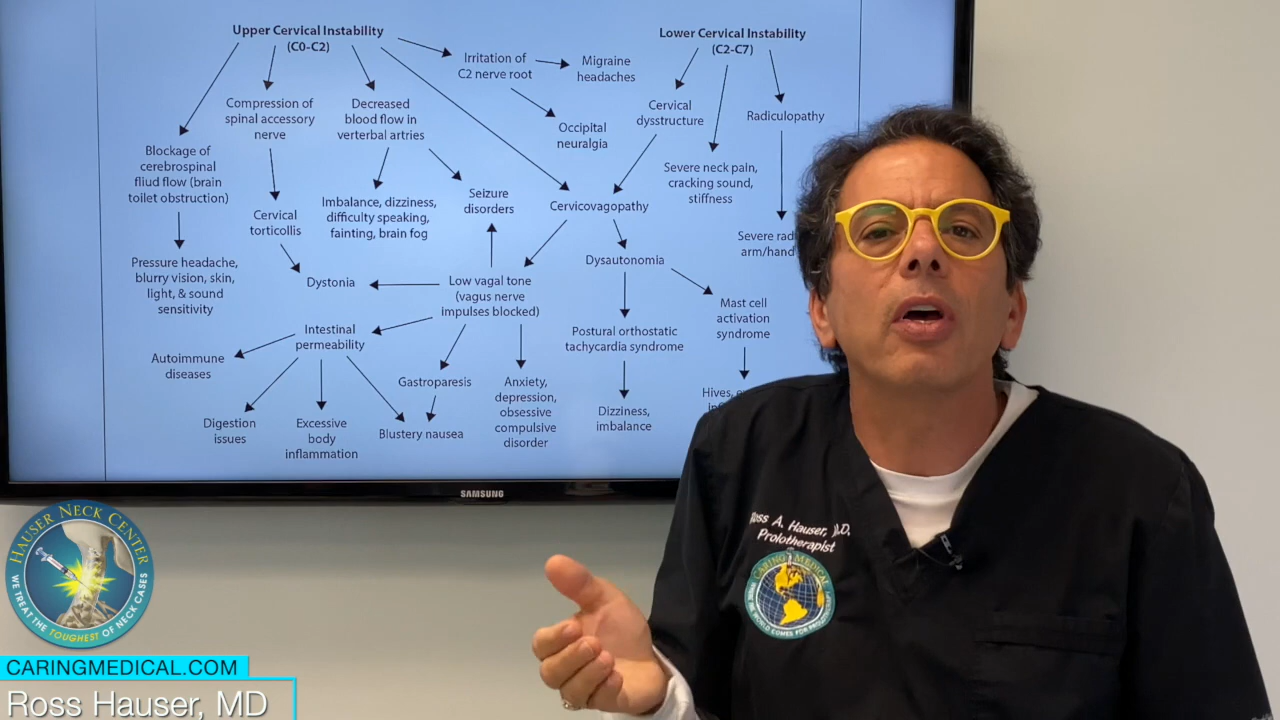 Upper Cervical Instability
(C0-C2)
Lower Cervical Instability
(C2-C7)
Irritation of
C2 nerve root
Migraine
headaches
Compression of
spinal accessory
nerve
Decreased
blood flow in
verterbal artries
Cervical
dysstructure
Radiculopathy
Occipital
neuralgia
Blockage of
cerebrospinal
fliud flow (brain
toilet obstruction)
Severe neck pain,
cracking sound,
stiffness
Imbalance, dizziness,
difficulty speaking,
fainting, brain fog
Seizure
disorders
Cervicovagopathy
Cervical
torticollis
Severe
arm/hand
Pressure headache,
blurry vision, skin,
light, & sound
sensitivity
Dystonia
Low vagal tone
(vagus nerve
impulses blocked)
Dysautonomia
Mast cell
activation
syndrome
Intestinal
permeability
Postural orthostatic
tachycardia syndrome
Autoimmune
diseases
Gastroparesis
Anxiety,
depression,
obsessive
compulsive
disorder
Dizziness,
imbalance
Hives,
Digestion
issues
Excessive
body
inflammation
Blustery nausea
SAMSUNG
HAUSER NECK CENTER
WE TREAT THE TOUGHEST OF NECK CASES
Ross A. Hauser, M.D.
Prolotherapist
CARING MEDICAL
CARINGMEDICAL.COM
Ross Hauser, MD